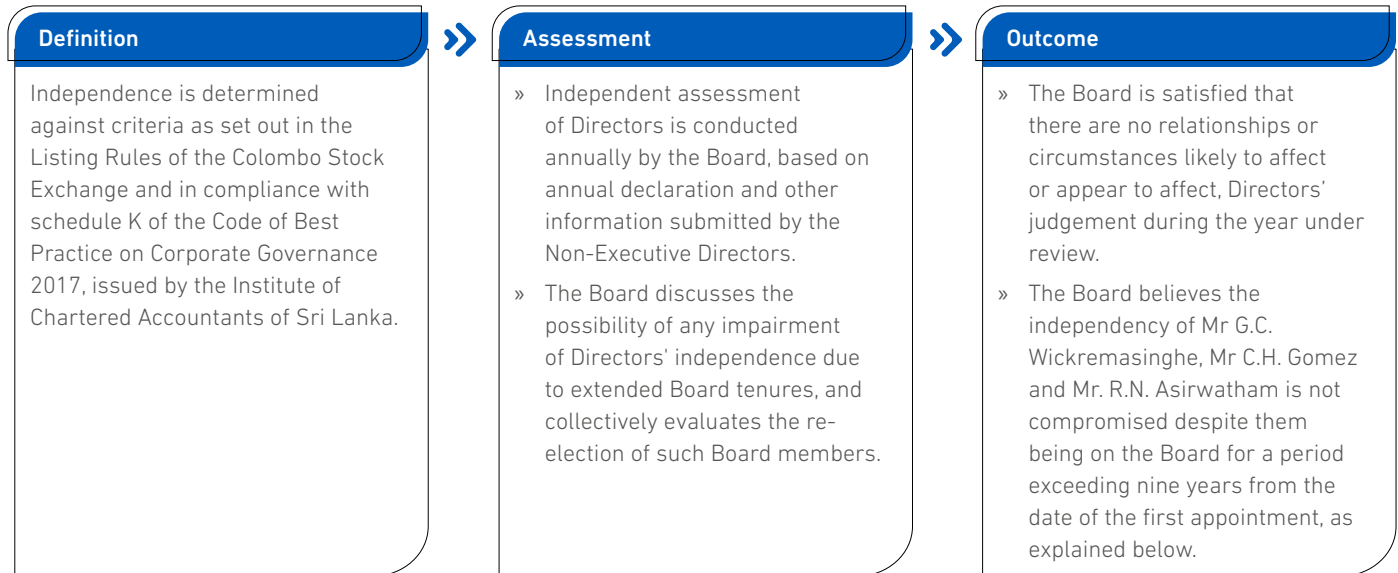 Definition
Independence is determined
against criteria as set out in the
Listing Rules of the Colombo Stock
Exchange and in compliance with
schedule K of the Code of Best
Practice on Corporate Governance
2017, issued by the Institute of
Chartered Accountants of Sri Lanka.
Assessment
» Independent assessment
of Directors is conducted
annually by the Board, based on
annual declaration and other
information submitted by the
Non-Executive Directors.
» The Board discusses the
possibility of any impairment
of Directors' independence due
to extended Board tenures, and
collectively evaluates the re-
election of such Board members.
Outcome
» The Board is satisfied that
there are no relationships or
circumstances likely to affect
or appear to affect, Directors’
judgement during the year under
review.
» The Board believes the
independency of Mr G.C.
Wickremasinghe, Mr C.H. Gomez
and Mr. R.N. Asirwatham is not
compromised despite them
being on the Board for a period
exceeding nine years from the
date of the first appointment, as
explained below.